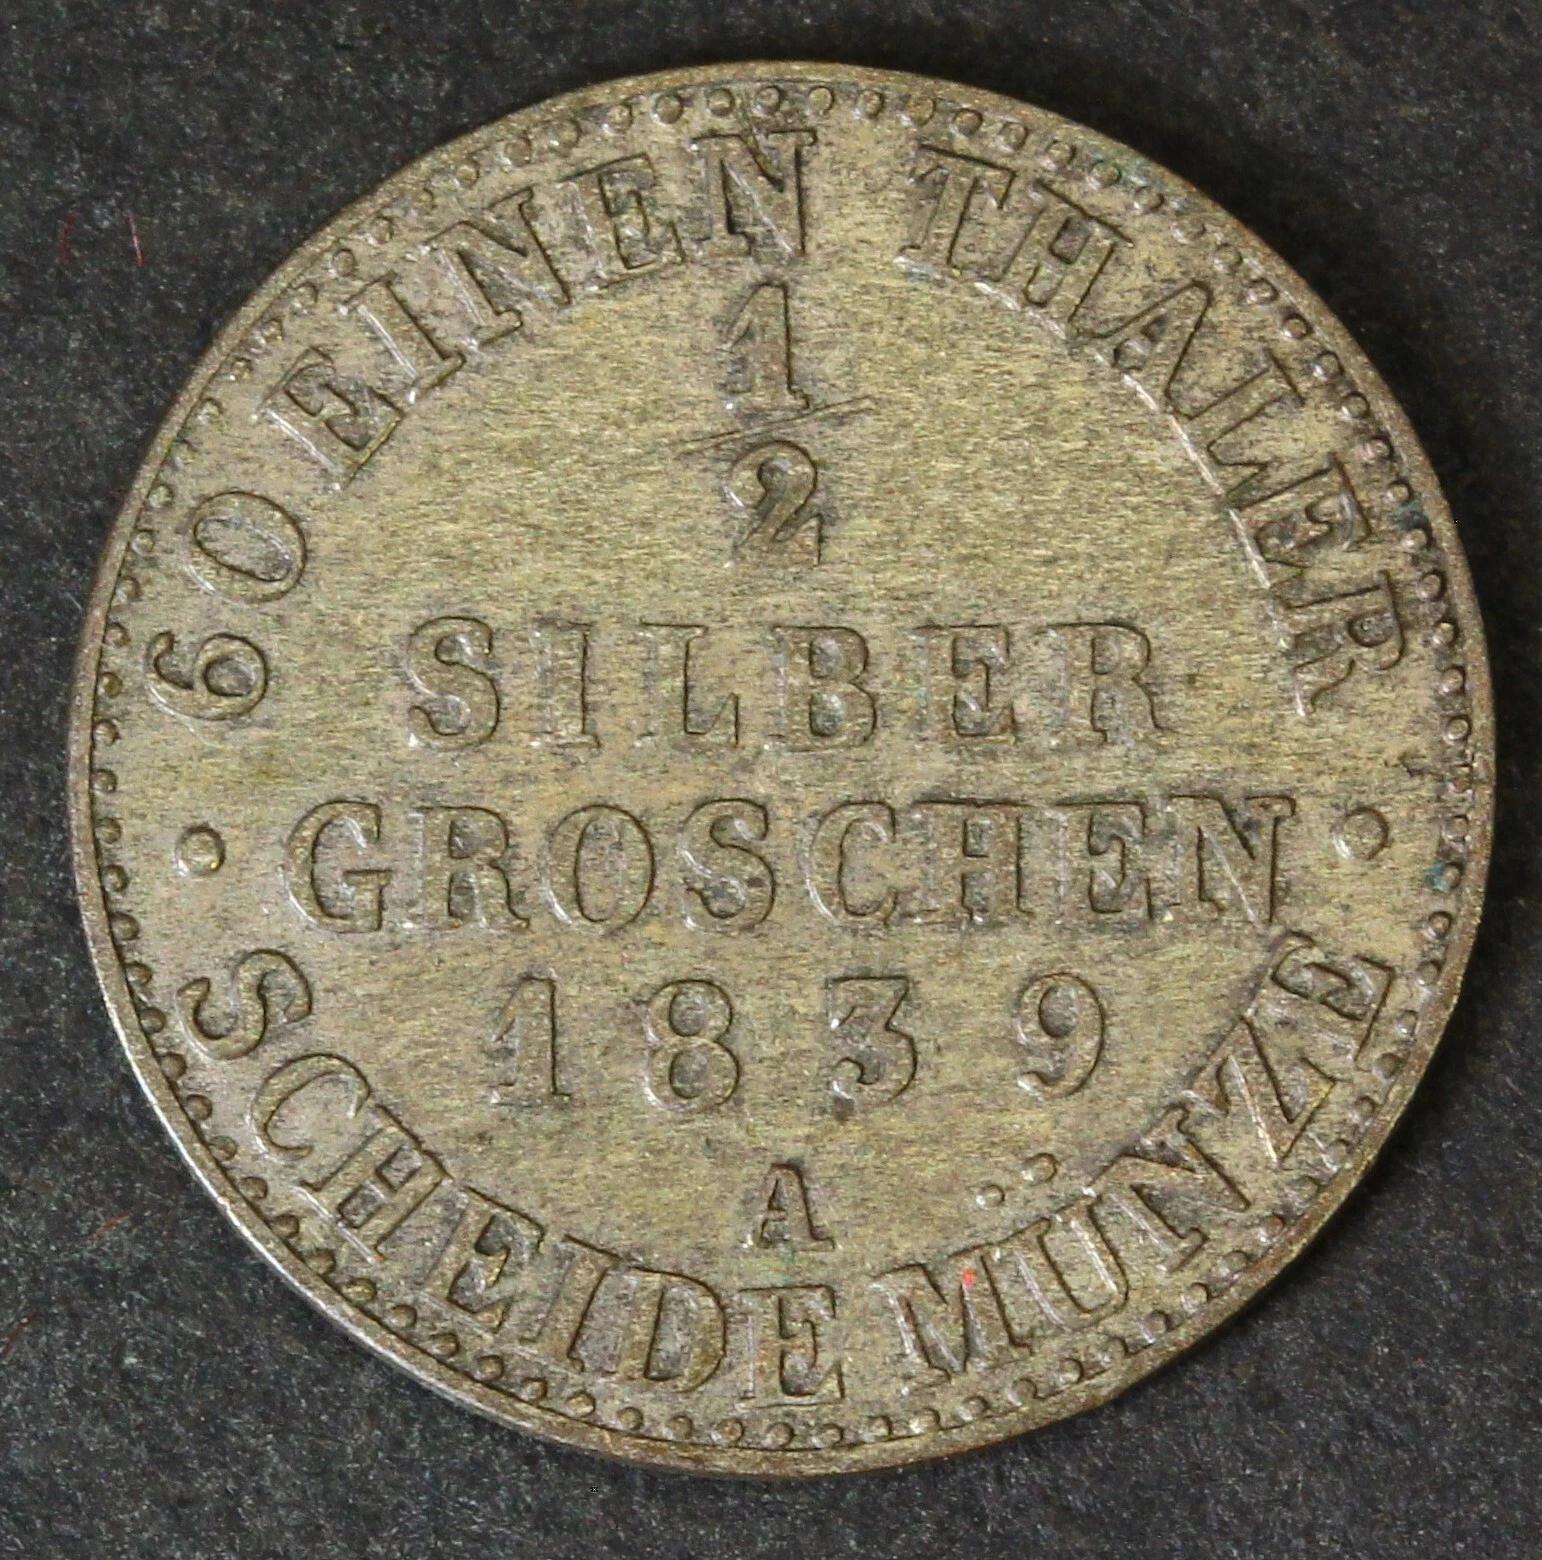 60 EINEN THALER
1
2
SILBER
GROSCHEN
1839
A
SCHEIDE MÜNZE